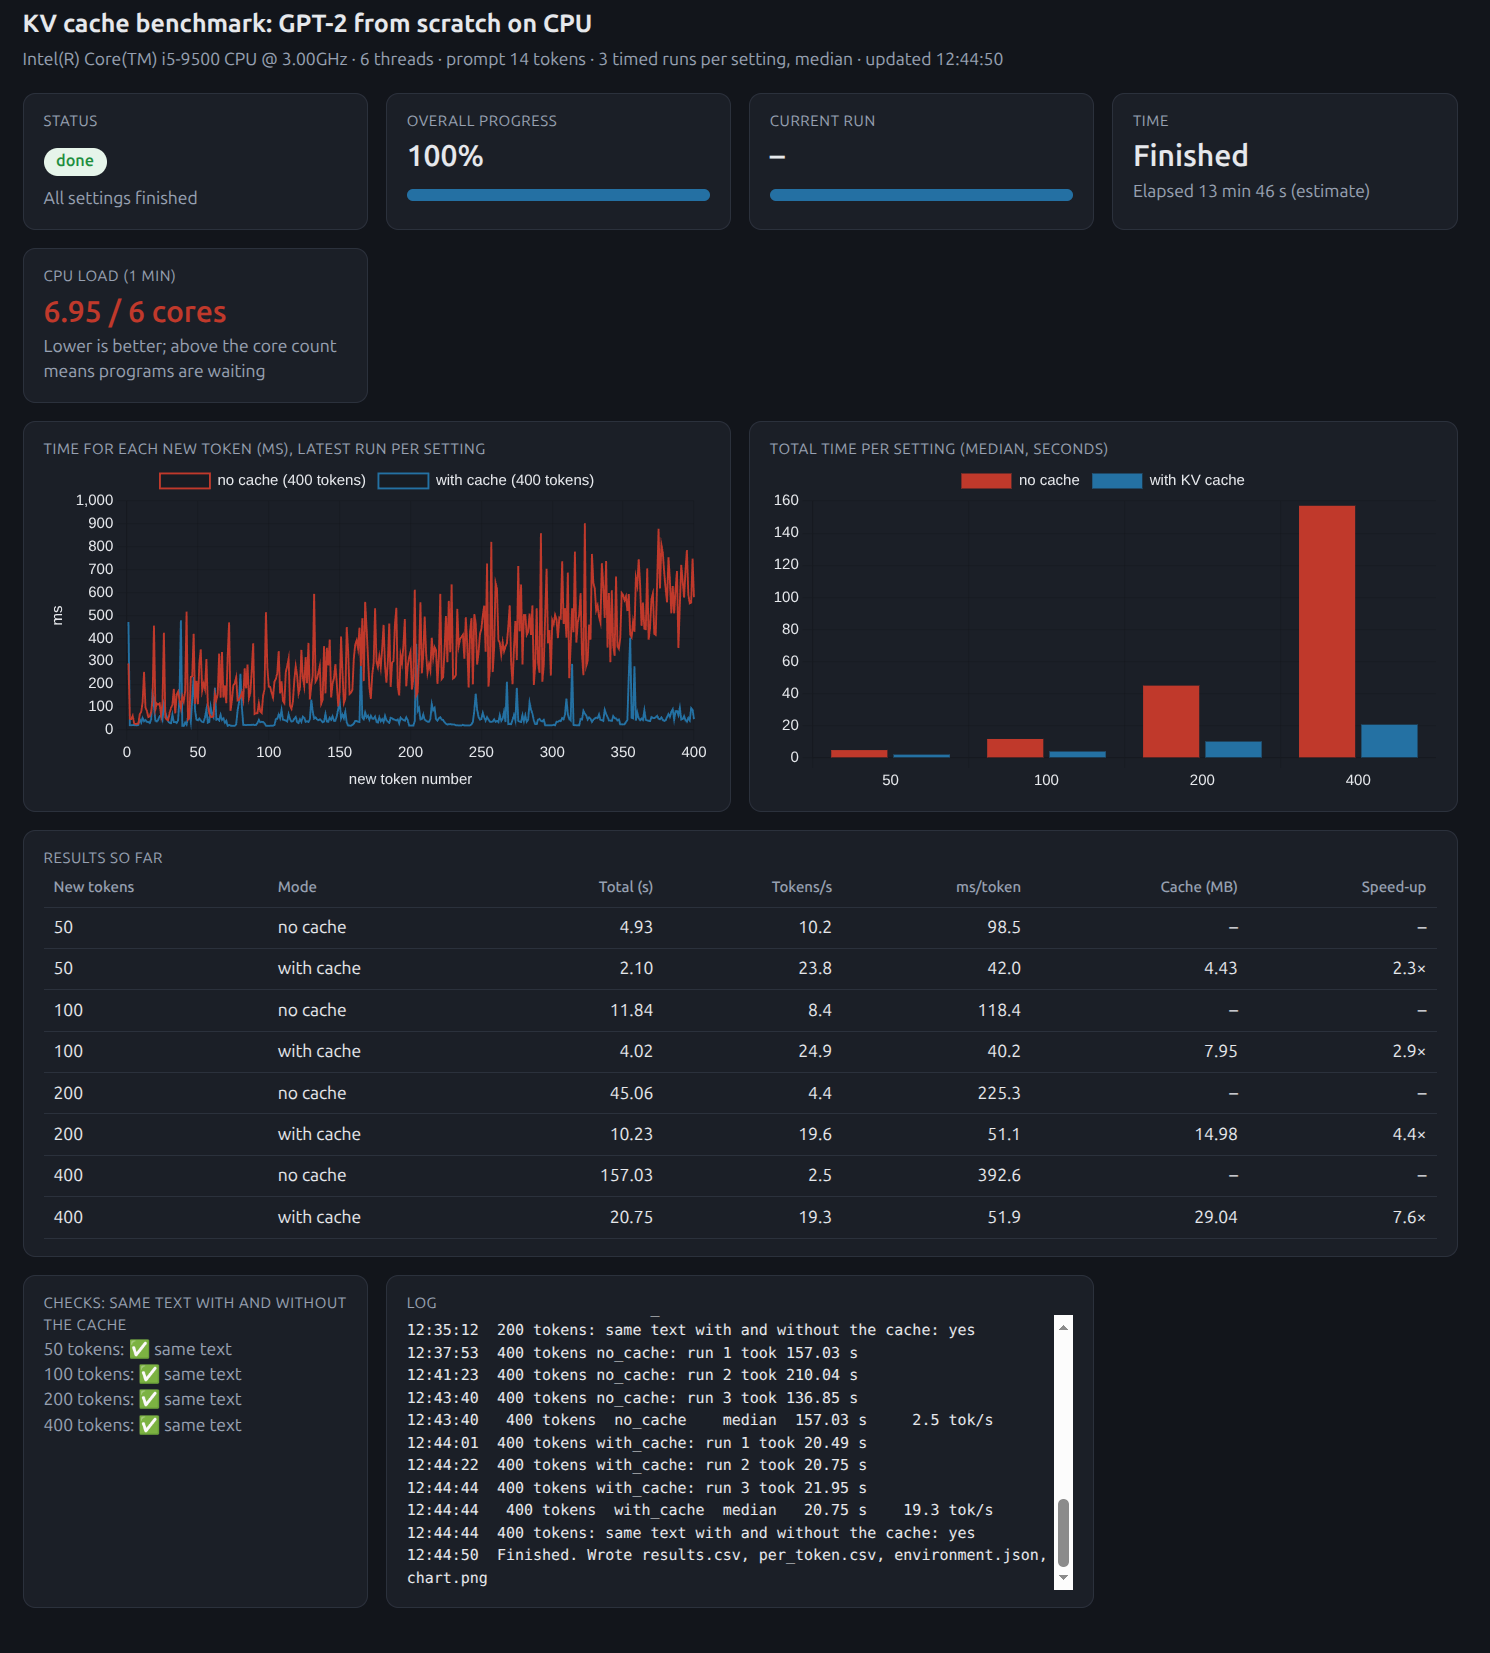 KV cache benchmark: GPT-2 from scratch on CPU
Intel(R) Core(TM) i5-9500 CPU @ 3.00GHz · 6 threads · prompt 14 tokens · 3 timed runs per setting, median · updated 12:44:50
STATUS
done
All settings finished
OVERALL PROGRESS
100%
CURRENT RUN
–
TIME
Finished
Elapsed 13 min 46 s (estimate)
CPU LOAD (1 MIN)
6.95 / 6 cores
Lower is better; above the core count
means programs are waiting
TIME FOR EACH NEW TOKEN (MS), LATEST RUN PER SETTING
no cache (400 tokens) with cache (400 tokens)
1,000
900
800
700
600
500
400
300
200
100
0
ms
0 50 100 150 200 250 300 350 400
new token number
TOTAL TIME PER SETTING (MEDIAN, SECONDS)
no cache with KV cache
160
140
120
100
80
60
40
20
0
50 100 200 400
RESULTS SO FAR
New tokens Mode Total (s) Tokens/s ms/token Cache (MB) Speed-up
50 no cache 4.93 10.2 98.5 – –
50 with cache 2.10 23.8 42.0 4.43 2.3×
100 no cache 11.84 8.4 118.4 – –
100 with cache 4.02 24.9 40.2 7.95 2.9×
200 no cache 45.06 4.4 225.3 – –
200 with cache 10.23 19.6 51.1 14.98 4.4×
400 no cache 157.03 2.5 392.6 – –
400 with cache 20.75 19.3 51.9 29.04 7.6×
CHECKS: SAME TEXT WITH AND WITHOUT
THE CACHE
50 tokens: ✅ same text
100 tokens: ✅ same text
200 tokens: ✅ same text
400 tokens: ✅ same text
LOG
12:35:12 200 tokens: same text with and without the cache: yes
12:37:53 400 tokens no_cache: run 1 took 157.03 s
12:41:23 400 tokens no_cache: run 2 took 210.04 s
12:43:40 400 tokens no_cache: run 3 took 136.85 s
12:43:40 400 tokens no_cache median 157.03 s 2.5 tok/s
12:44:01 400 tokens with_cache: run 1 took 20.49 s
12:44:22 400 tokens with_cache: run 2 took 20.75 s
12:44:44 400 tokens with_cache: run 3 took 21.95 s
12:44:44 400 tokens with_cache median 20.75 s 19.3 tok/s
12:44:44 400 tokens: same text with and without the cache: yes
12:44:50 Finished. Wrote results.csv, per_token.csv, environment.json,
chart.png